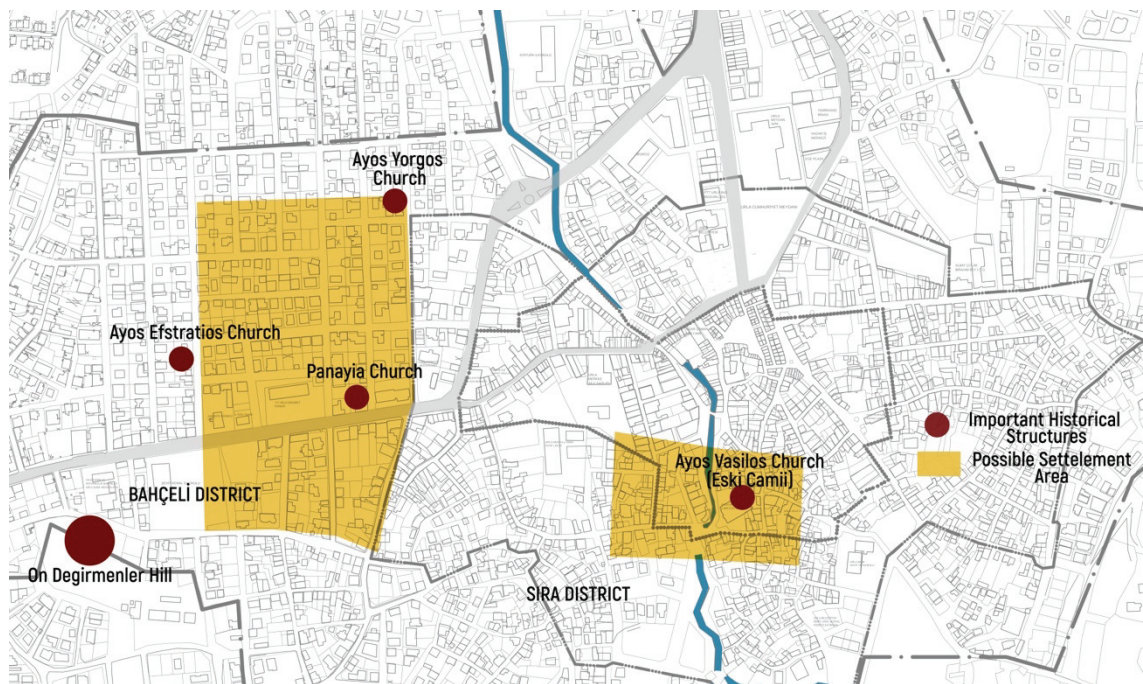 Ayos Yorgos
Church
Ayos Efstratios Church
Panayia Church
BAHÇELİ DISTRICT
On Degirmenler Hill
Ayos Vasilos Church
(Eski Camii)
SIRA DISTRICT
Important Historical
Structures
Possible Settelement
Area